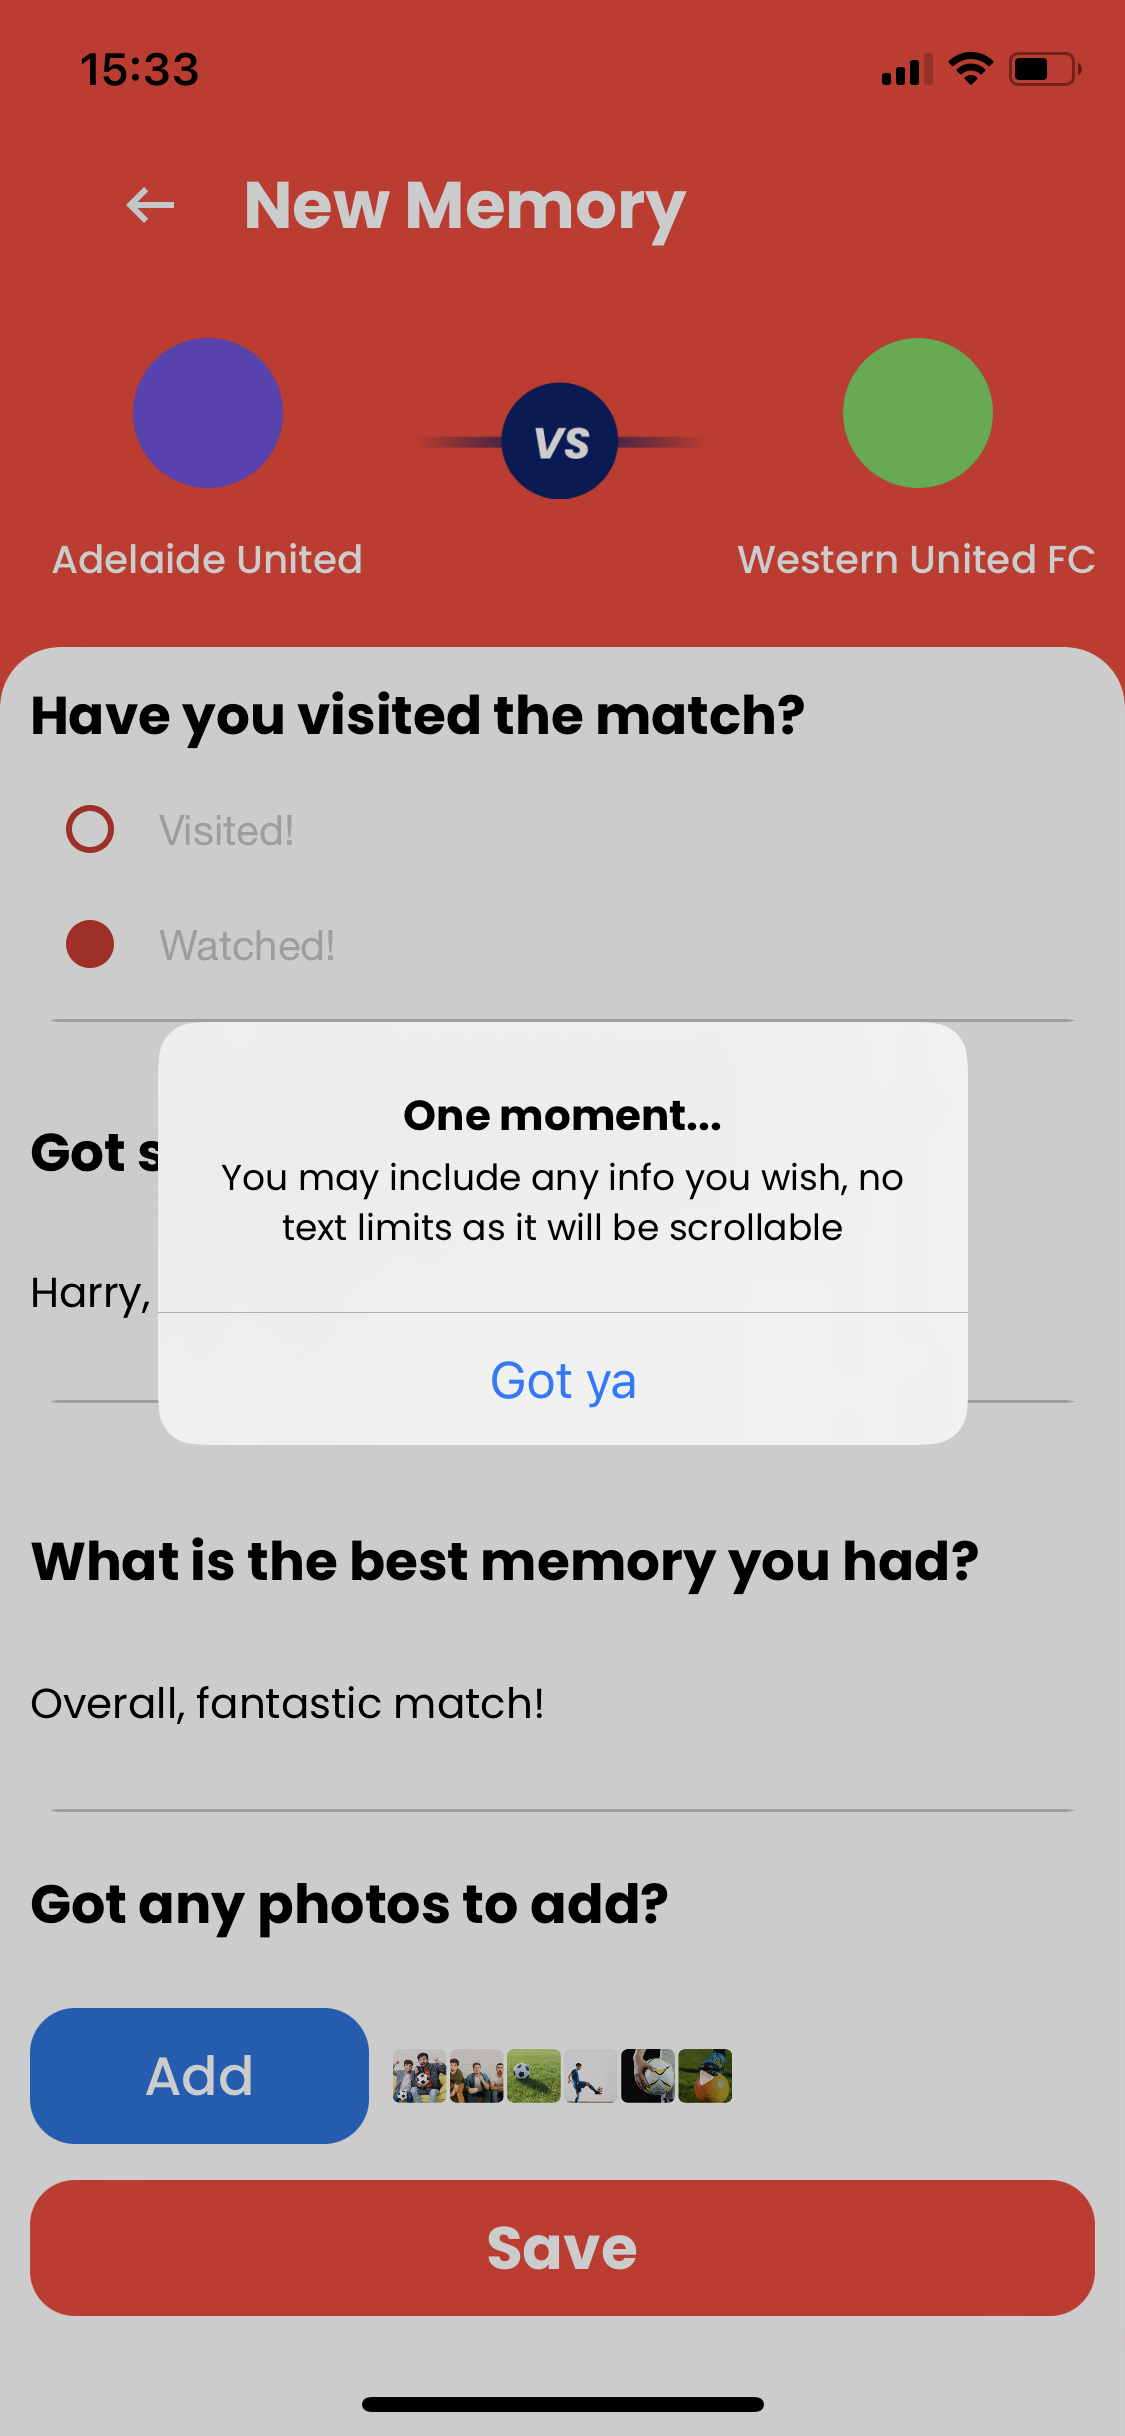 15:33
New Memory
VS
Adelaide United
Western United FC
Have you visited the match?
Visited!
Watched!
One moment...
You may include any info you wish, no
text limits as it will be scrollable
Got ya
Got
Harry,
What is the best memory you had?
Overall, fantastic match!
Got any photos to add?
Add
Save